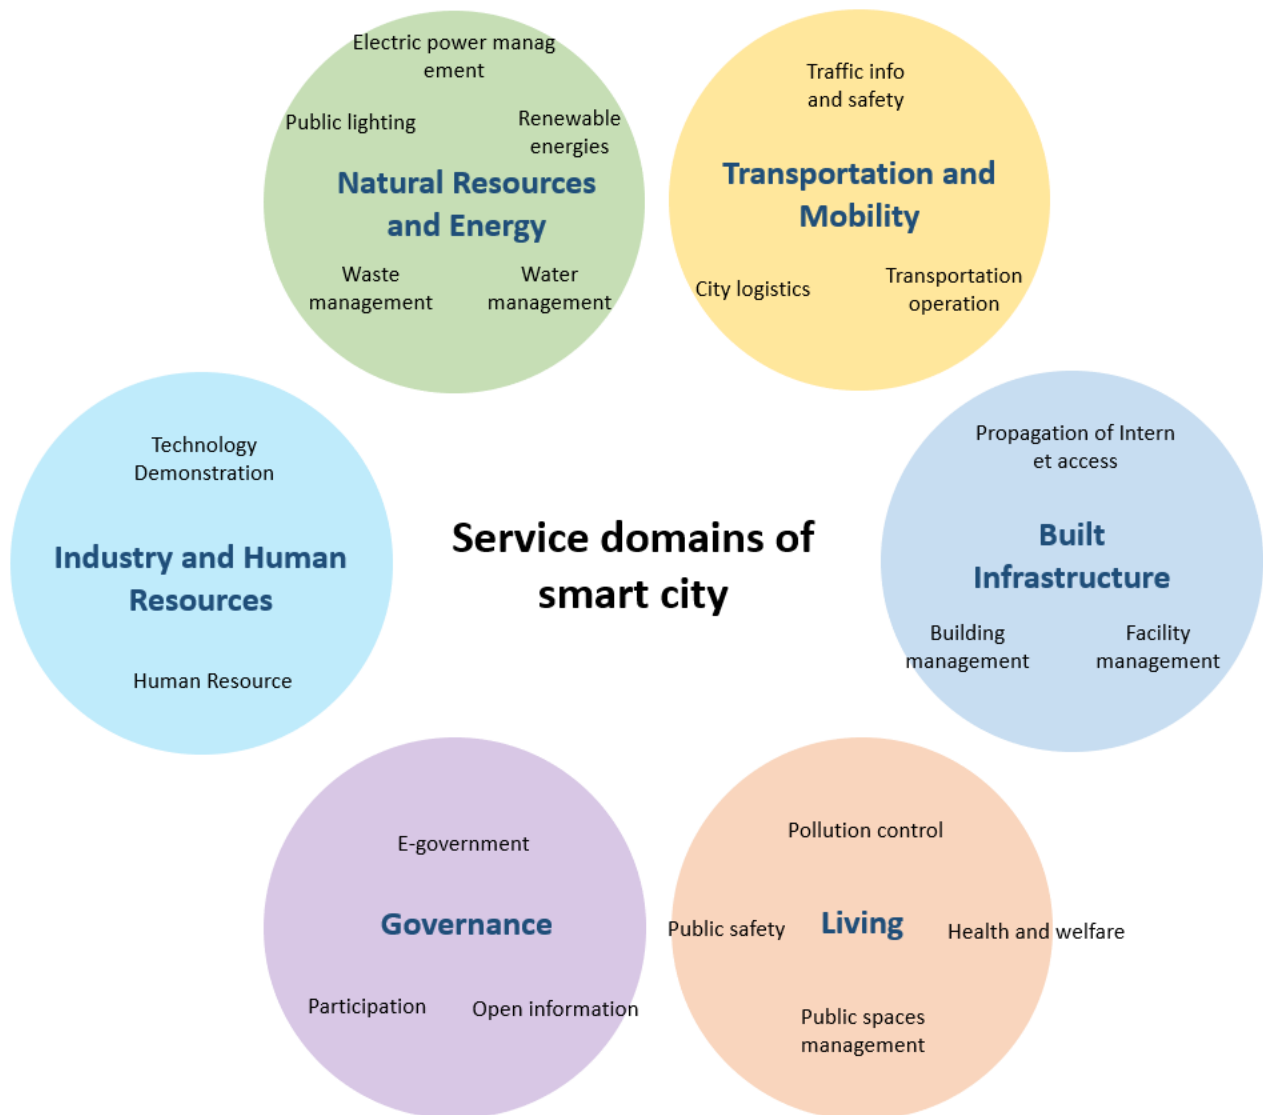 Electric power manag
ement
Public lighting
Renewable
energies
Natural Resources
and Energy
Waste
management
Water
management
Traffic info
and safety
Transportation and
Mobility
City logistics
Transportation
operation
Technology
Demonstration
Industry and Human
Resources
Human Resource
Service domains of
smart city
Propagation of Intern
et access
Built
Infrastructure
Building
management
Facility
management
E-government
Governance
Participation
Open information
Pollution control
Public safety
Living
Health and welfare
Public spaces
management